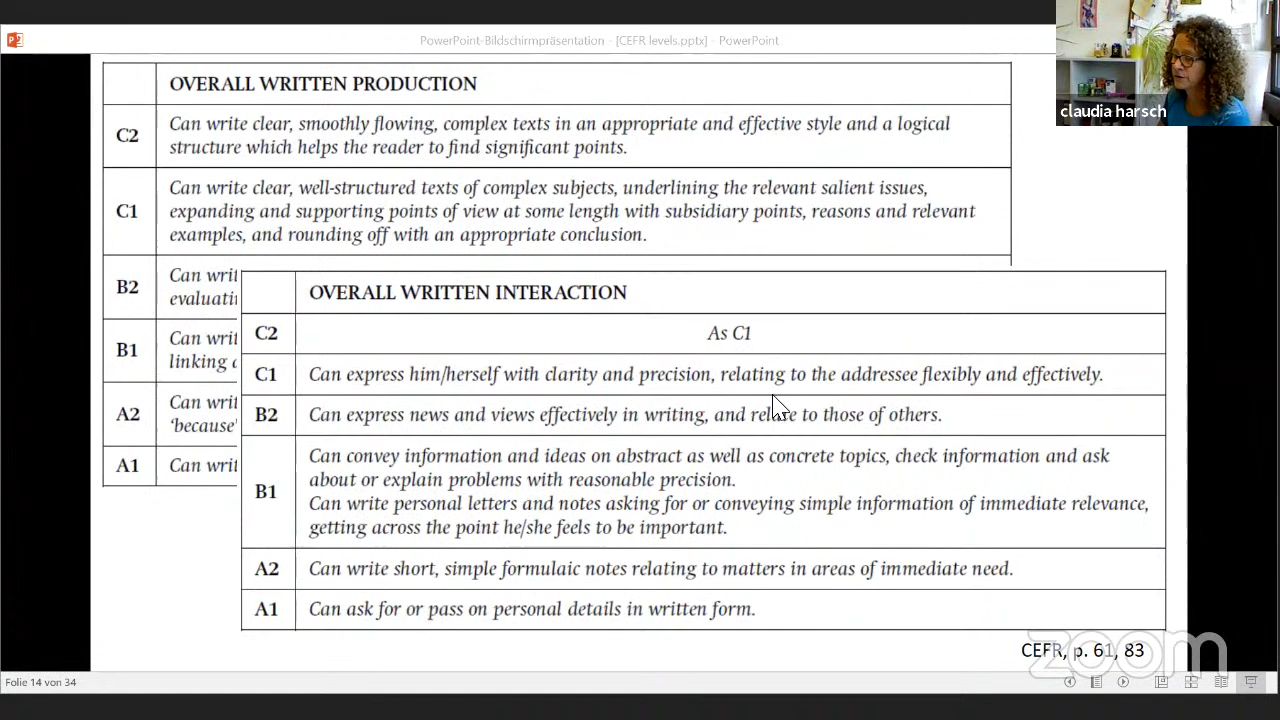 PowerPoint-Bildschirmpräsentation - [CEFR levels.pptx] - PowerPoint
claudia harsch
OVERALL WRITTEN PRODUCTION
C2
Can write clear, smoothly flowing, complex texts in an appropriate and effective style and a logical
structure which helps the reader to find significant points.
C1
Can write clear, well-structured texts of complex subjects, underlining the relevant salient issues,
expanding and supporting points of view at some length with subsidiary points, reasons and relevant
examples, and rounding off with an appropriate conclusion.
B2
Can writ
evaluati
B1
Can writ
linking
A2
Can writ
'because'
A1
Can writ
OVERALL WRITTEN INTERACTION
C2
As C1
C1
Can express him/herself with clarity and precision, relating to the addressee flexibly and effectively.
B2
Can express news and views effectively in writing, and relate to those of others.
B1
Can convey information and ideas on abstract as well as concrete topics, check information and ask
about or explain problems with reasonable precision.
Can write personal letters and notes asking for or conveying simple information of immediate relevance,
getting across the point he/she feels to be important.
A2
Can write short, simple formulaic notes relating to matters in areas of immediate need.
A1
Can ask for or pass on personal details in written form.
CEFR, p. 61, 83
zoom
Folie 14 von 34